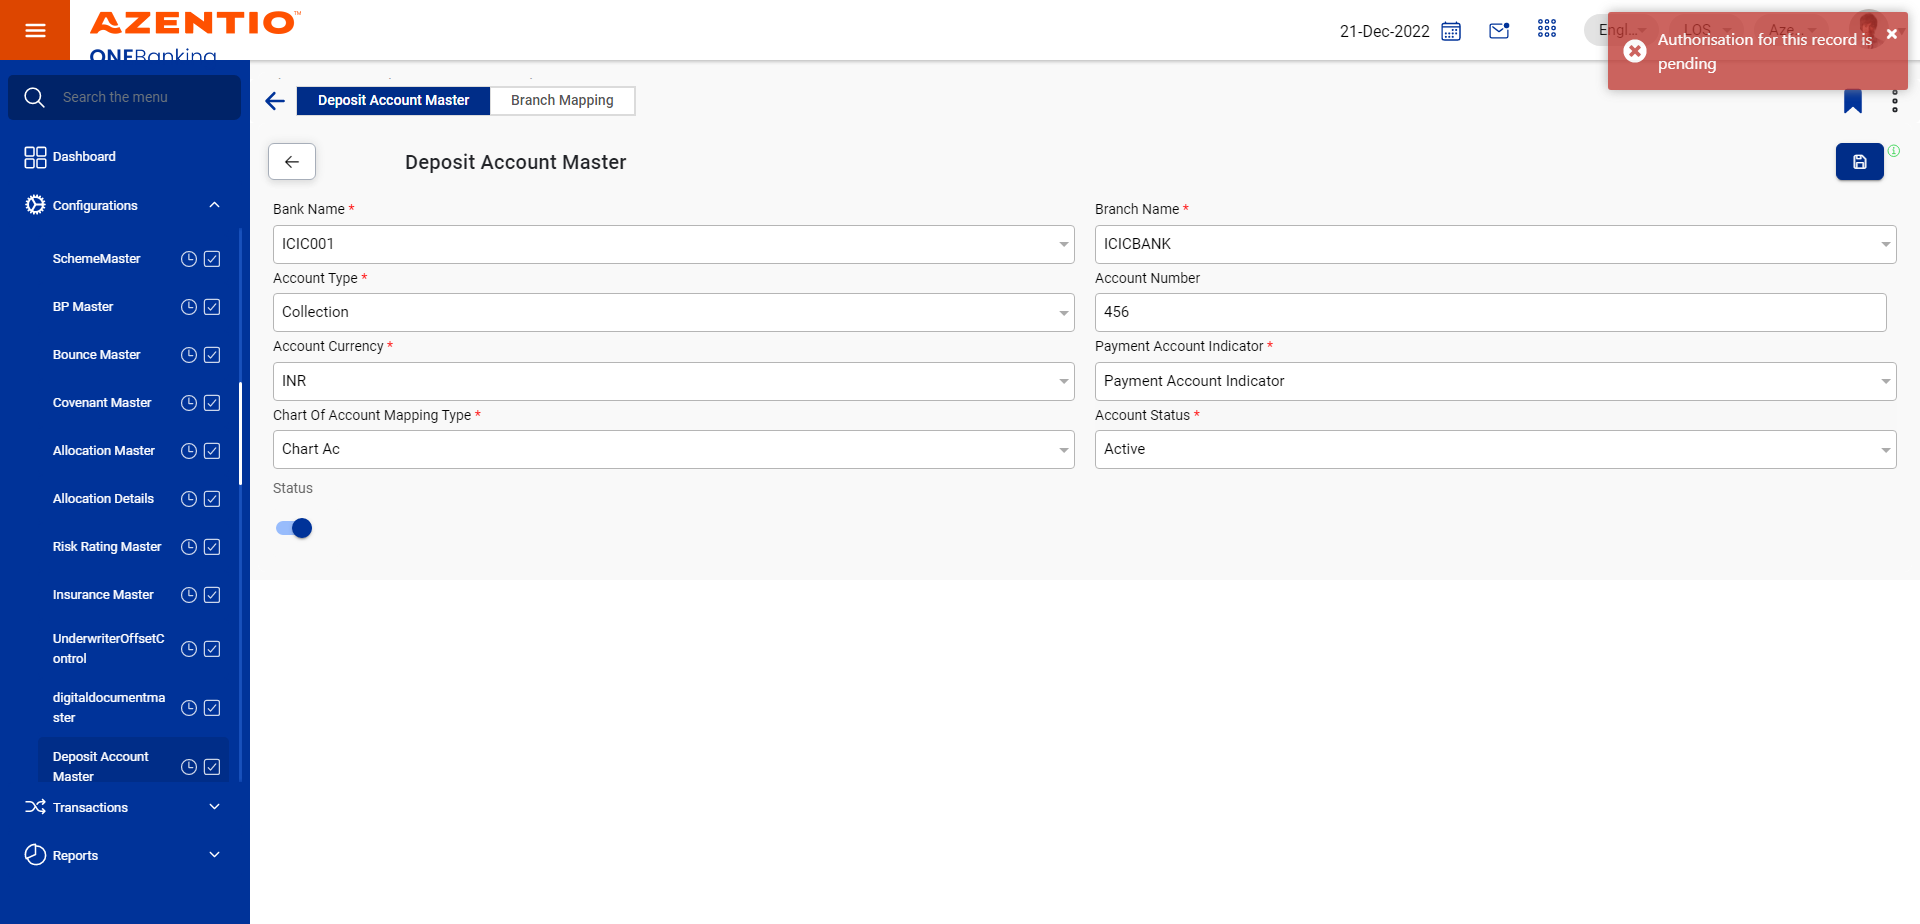 AZENTIO™
ONEBanking
21-Dec-2022
Engl...
LOS
Aze...
Authorisation for this record is
pending
Search the menu
Dashboard
Configurations
SchemeMaster
BP Master
Bounce Master
Covenant Master
Allocation Master
Allocation Details
Risk Rating Master
Insurance Master
UnderwriterOffsetC
ontrol
digitaldocumentma
ster
Deposit Account
Master
Transactions
Reports
Deposit Account Master
Branch Mapping
Deposit Account Master
Bank Name *
ICIC001
Branch Name *
ICICBANK
Account Type *
Collection
Account Number
456
Account Currency *
INR
Payment Account Indicator *
Payment Account Indicator
Chart Of Account Mapping Type *
Chart Ac
Account Status *
Active
Status